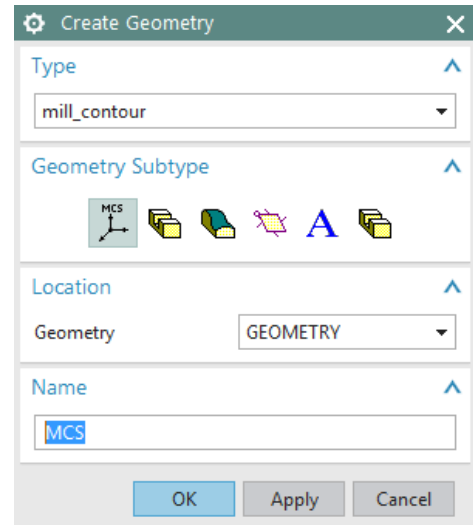 Create Geometry
Type
mill_contour
Geometry Subtype
MCS A
Location
Geometry GEOMETRY
Name
MCS
OK Apply Cancel